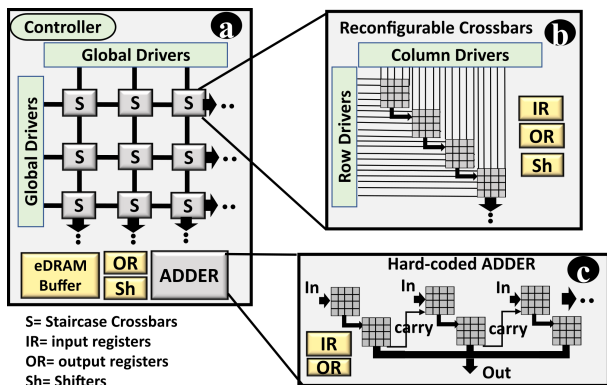 Controller
a
Global Drivers
Global Drivers
S S S
S S S
S S S
eDRAM
Buffer
OR
Sh
ADDER
S= Staircase Crossbars
IR= input registers
OR= output registers
Sh= Shifters
Reconfigurable Crossbars
b
Column Drivers
Row Drivers
IR
OR
Sh
Hard-coded ADDER
c
In In In
carry carry
IR
OR
Out